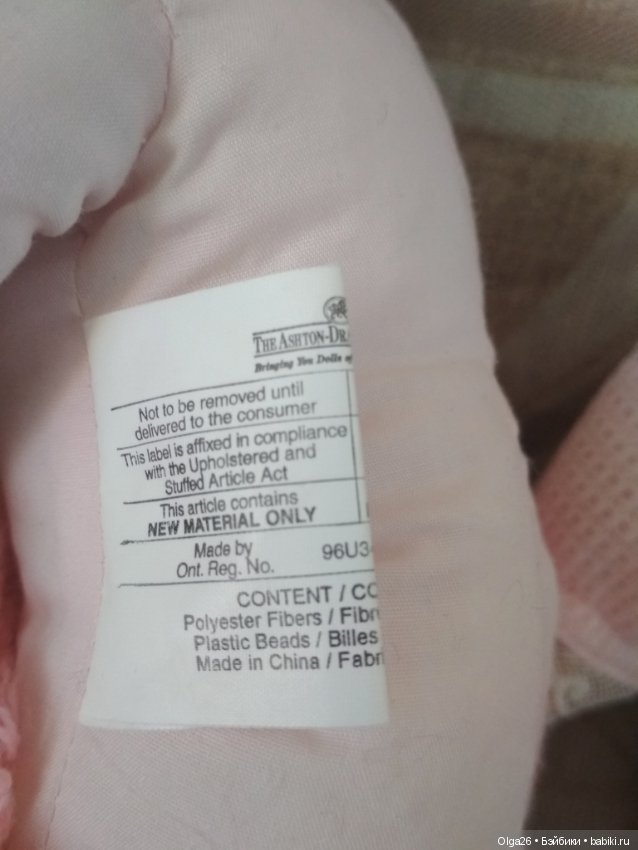 THE ASHTON-DR
Bringing You Dolls
Not to be removed until
delivered to the consumer
This label is affixed in compliance
with the Upholstered and
Stuffed Article Act
This article contains
NEW MATERIAL ONLY
Made by
Ont. Reg. No. 96U3
CONTENT / CO
Polyester Fibers / Fibr
Plastic Beads / Billes
Made in China / Fabr
Olga26 • Бэйбики • babiki.ru